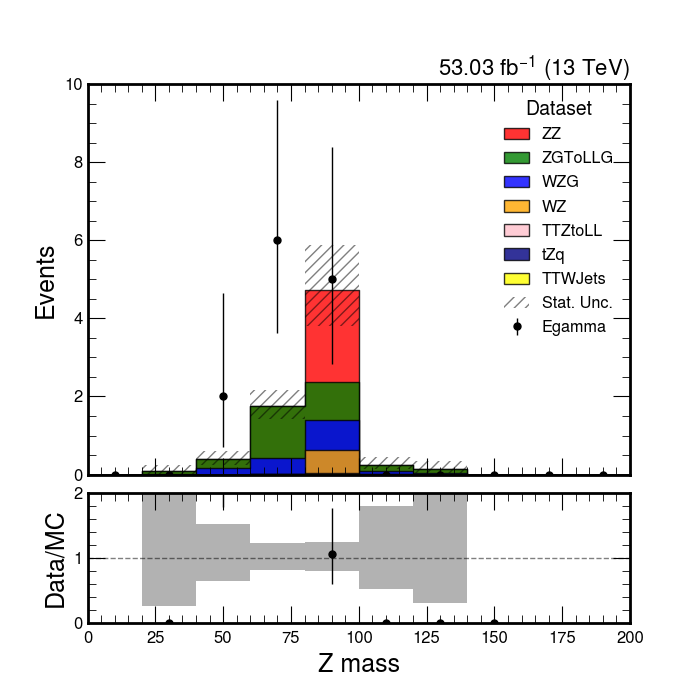 53.03 fb⁻¹ (13 TeV)
10
8
6
4
2
0
Events
Dataset
ZZ
ZGToLLG
WZG
WZ
TTZtoLL
tZq
TTWJets
Stat. Unc.
Egamma
2
1
0
Data/MC
0 25 50 75 100 125 150 175 200
Z mass